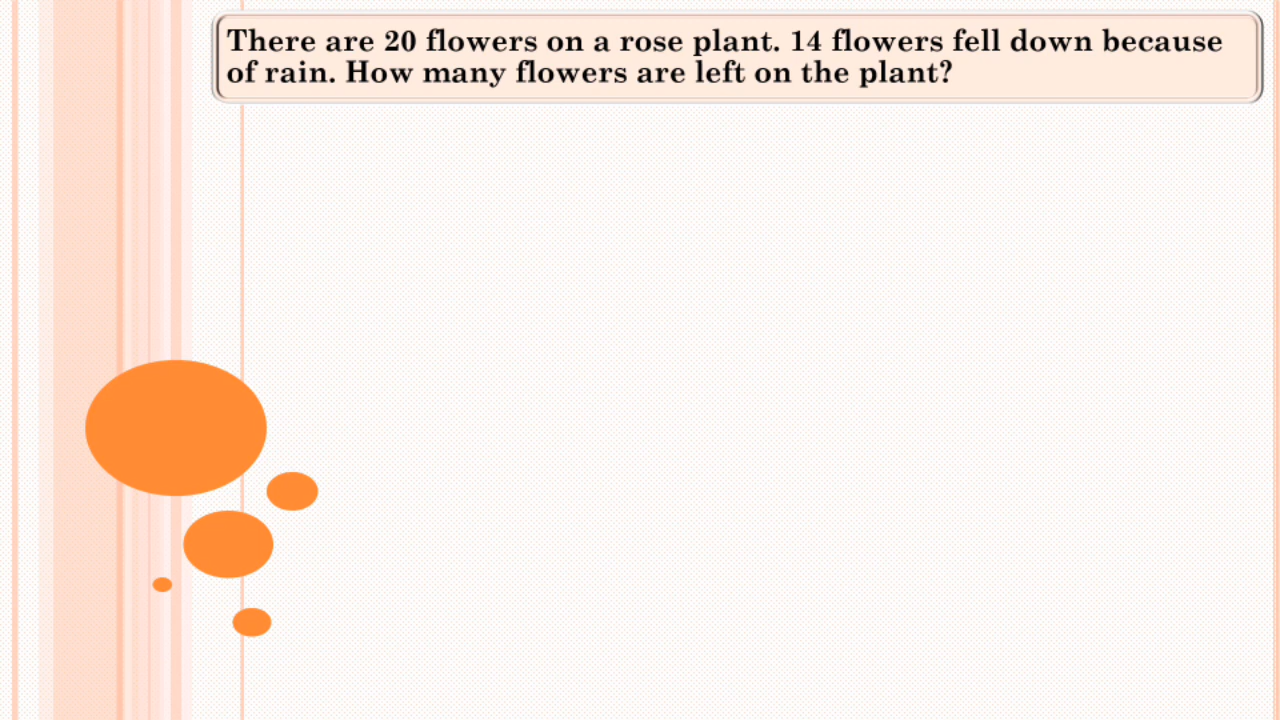 There are 20 flowers on a rose plant. 14 flowers fell down because
of rain. How many flowers are left on the plant?